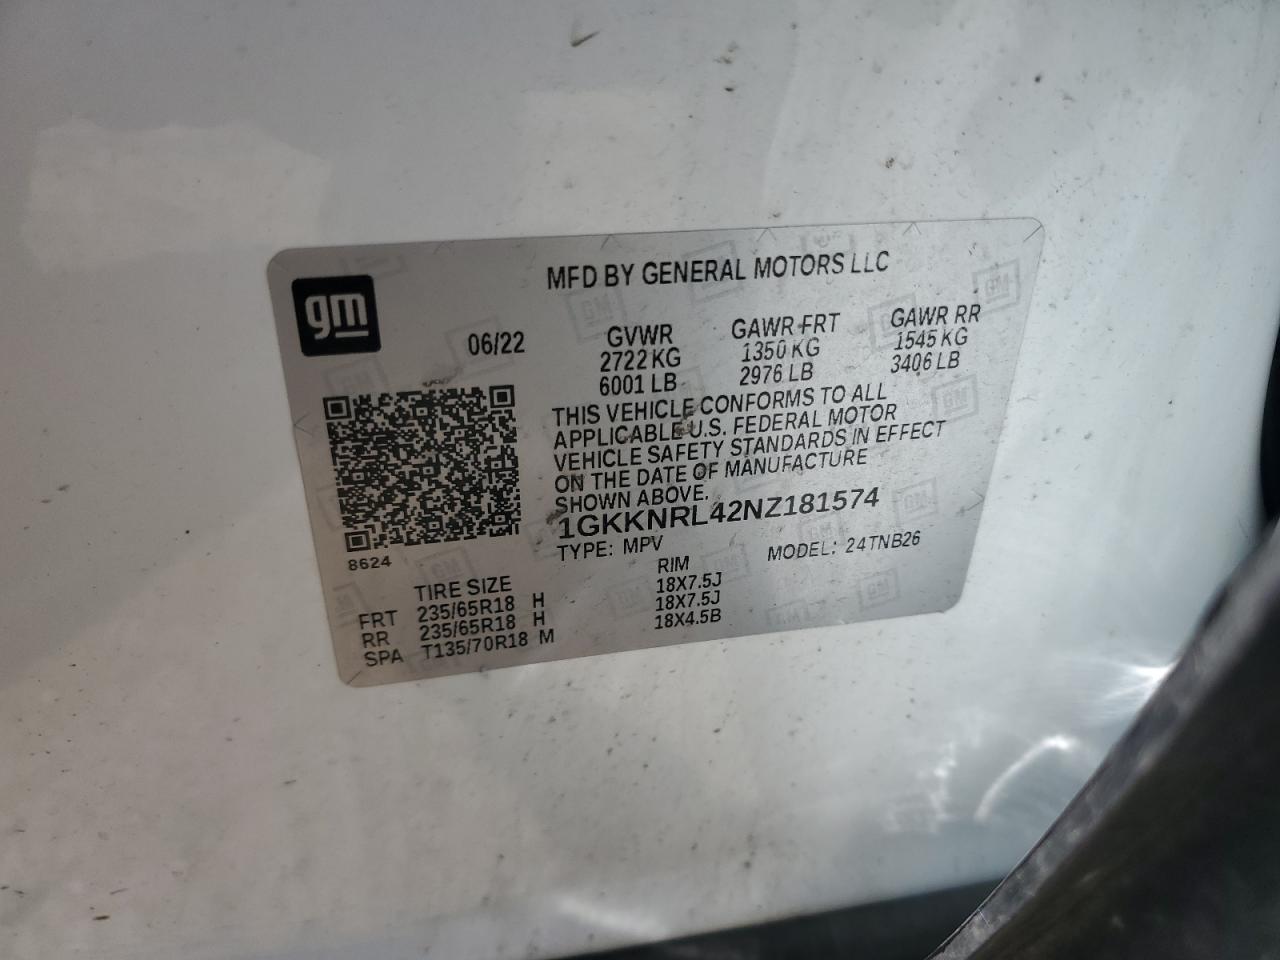 gm
MFD BY GENERAL MOTORS LLC
06/22
GVWR GAWR FRT GAWR RR
2722 KG 1350 KG 1545 KG
6001 LB 2976 LB 3406 LB
THIS VEHICLE CONFORMS TO ALL
APPLICABLE U.S. FEDERAL MOTOR
VEHICLE SAFETY STANDARDS IN EFFECT
ON THE DATE OF MANUFACTURE
SHOWN ABOVE.
1GKKNRL42NZ181574
TYPE: MPV MODEL: 24TNB26
8624
TIRE SIZE RIM
FRT 235/65R18 H 18X7.5J
RR 235/65R18 H 18X7.5J
SPA T135/70R18 M 18X4.5B